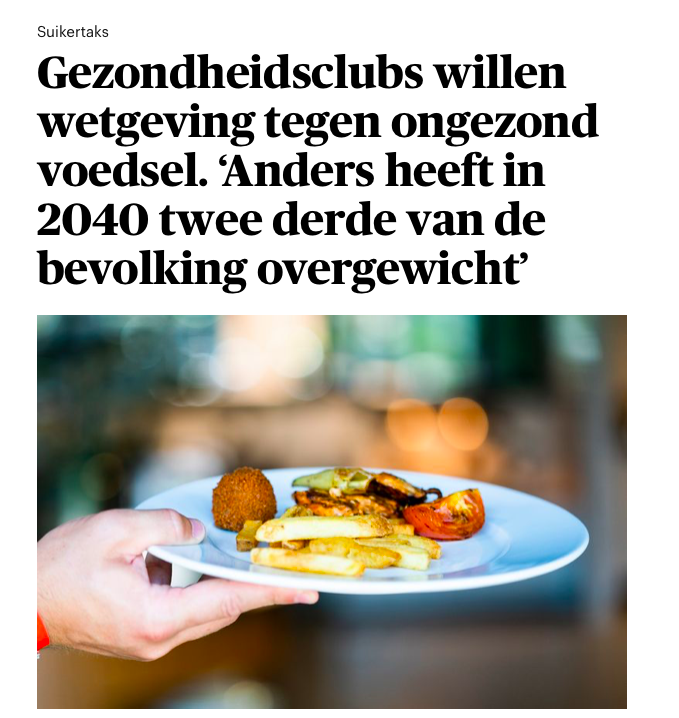 Suikertaks
Gezondheidsclubs willen
wetgeving tegen ongezond
voedsel. ‘Anders heeft in
2040 twee derde van de
bevolking overgewicht’